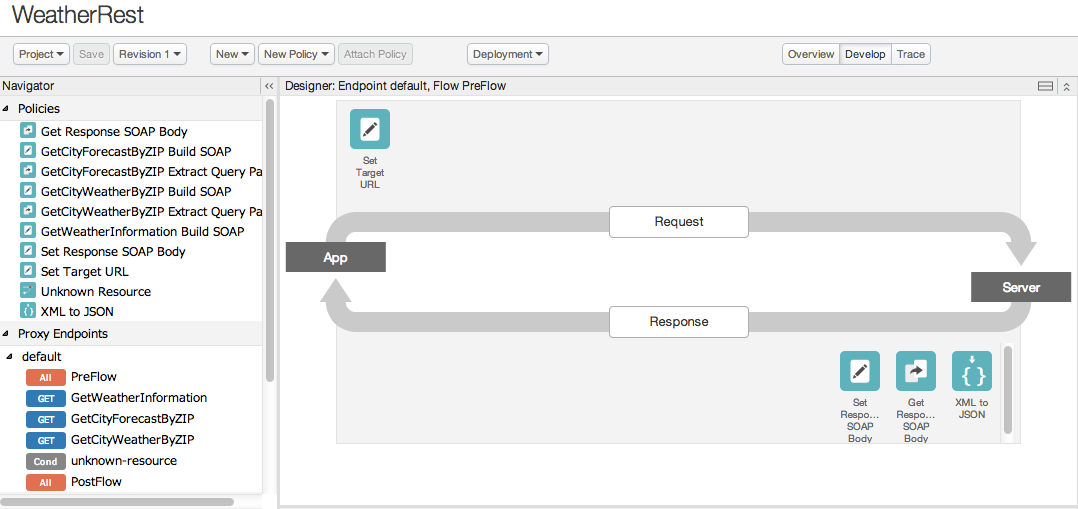 WeatherRest
Project Save Revision 1 New New Policy Attach Policy Deployment Overview Develop Trace
Navigator
Policies
Get Response SOAP Body
GetCityForecastByZIP Build SOAP
GetCityForecastByZIP Extract Query Pa
GetCityWeatherByZIP Build SOAP
GetCityWeatherByZIP Extract Query Pa
GetWeatherInformation Build SOAP
Set Response SOAP Body
Set Target URL
Unknown Resource
XML to JSON
Proxy Endpoints
default
All PreFlow
GET GetWeatherInformation
GET GetCityForecastByZIP
GET GetCityWeatherByZIP
Cond unknown-resource
All PostFlow
Designer: Endpoint default, Flow PreFlow
Set
Target
URL
Request
App
Server
Response
Set
Respo...
SOAP
Body
Get
Respo...
SOAP
Body
XML to
JSON